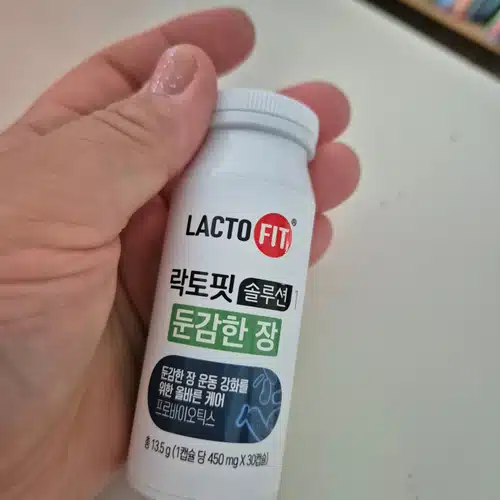 LACTO FIT®
락토핏 솔루션 1
둔감한 장
둔감한 장 운동 강화를
위한 올바른 케어
프로바이오틱스
총 13.5 g (1캡슐 당 450 mg X 30캡슐)